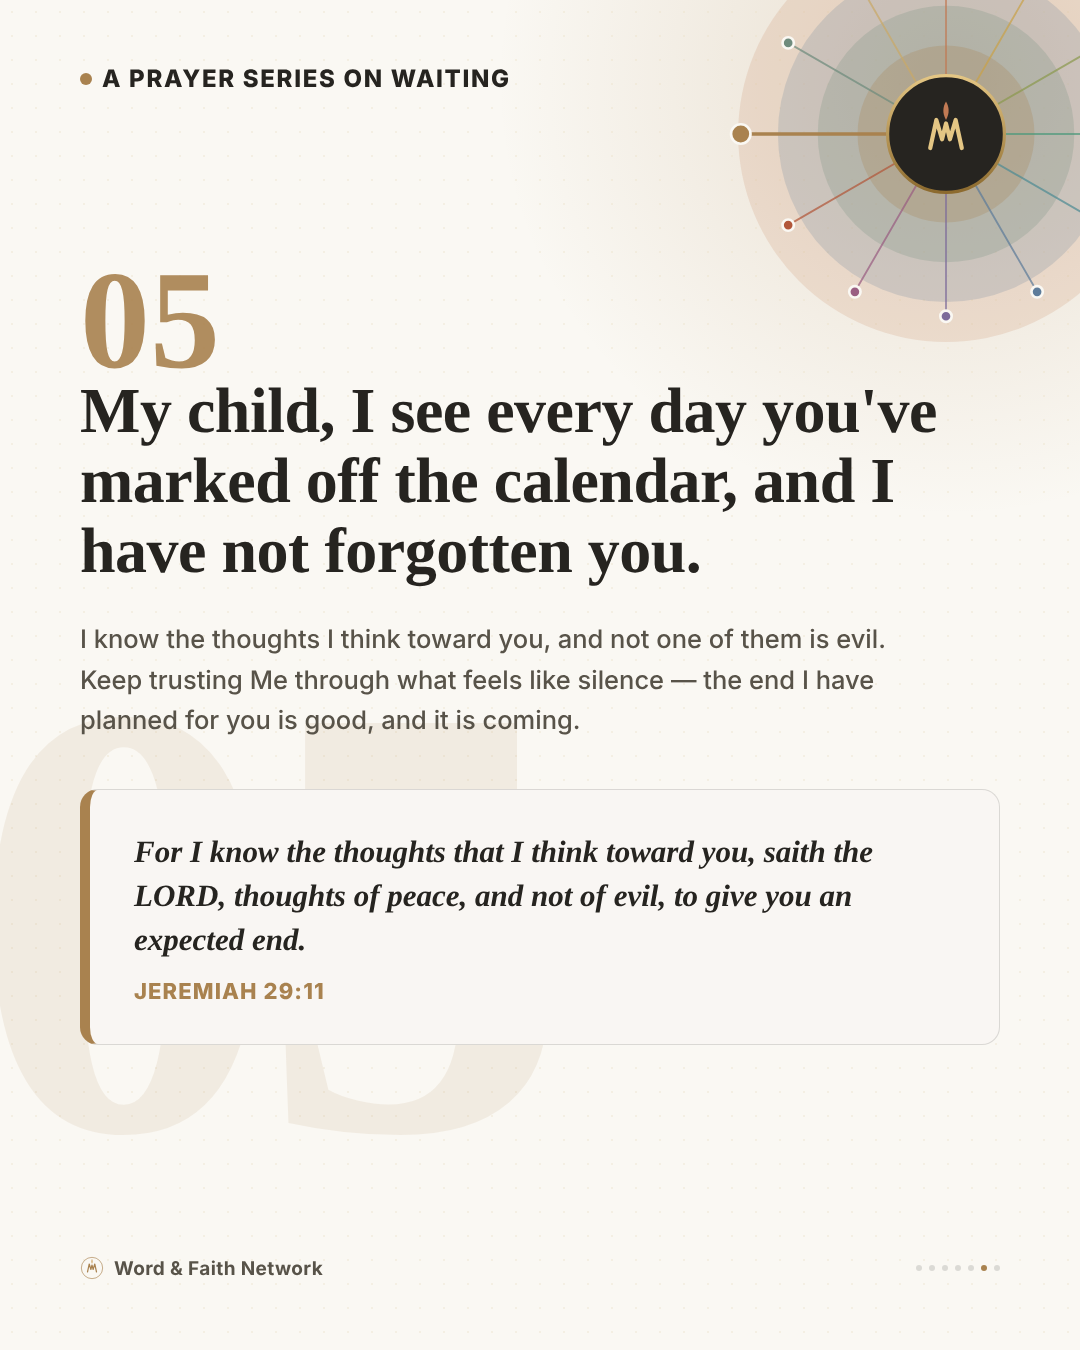 A PRAYER SERIES ON WAITING
05
My child, I see every day you've
marked off the calendar, and I
have not forgotten you.
I know the thoughts I think toward you, and not one of them is evil.
Keep trusting Me through what feels like silence — the end I have
planned for you is good, and it is coming.
05
For I know the thoughts that I think toward you, saith the
LORD, thoughts of peace, and not of evil, to give you an
expected end.
JEREMIAH 29:11
Word & Faith Network